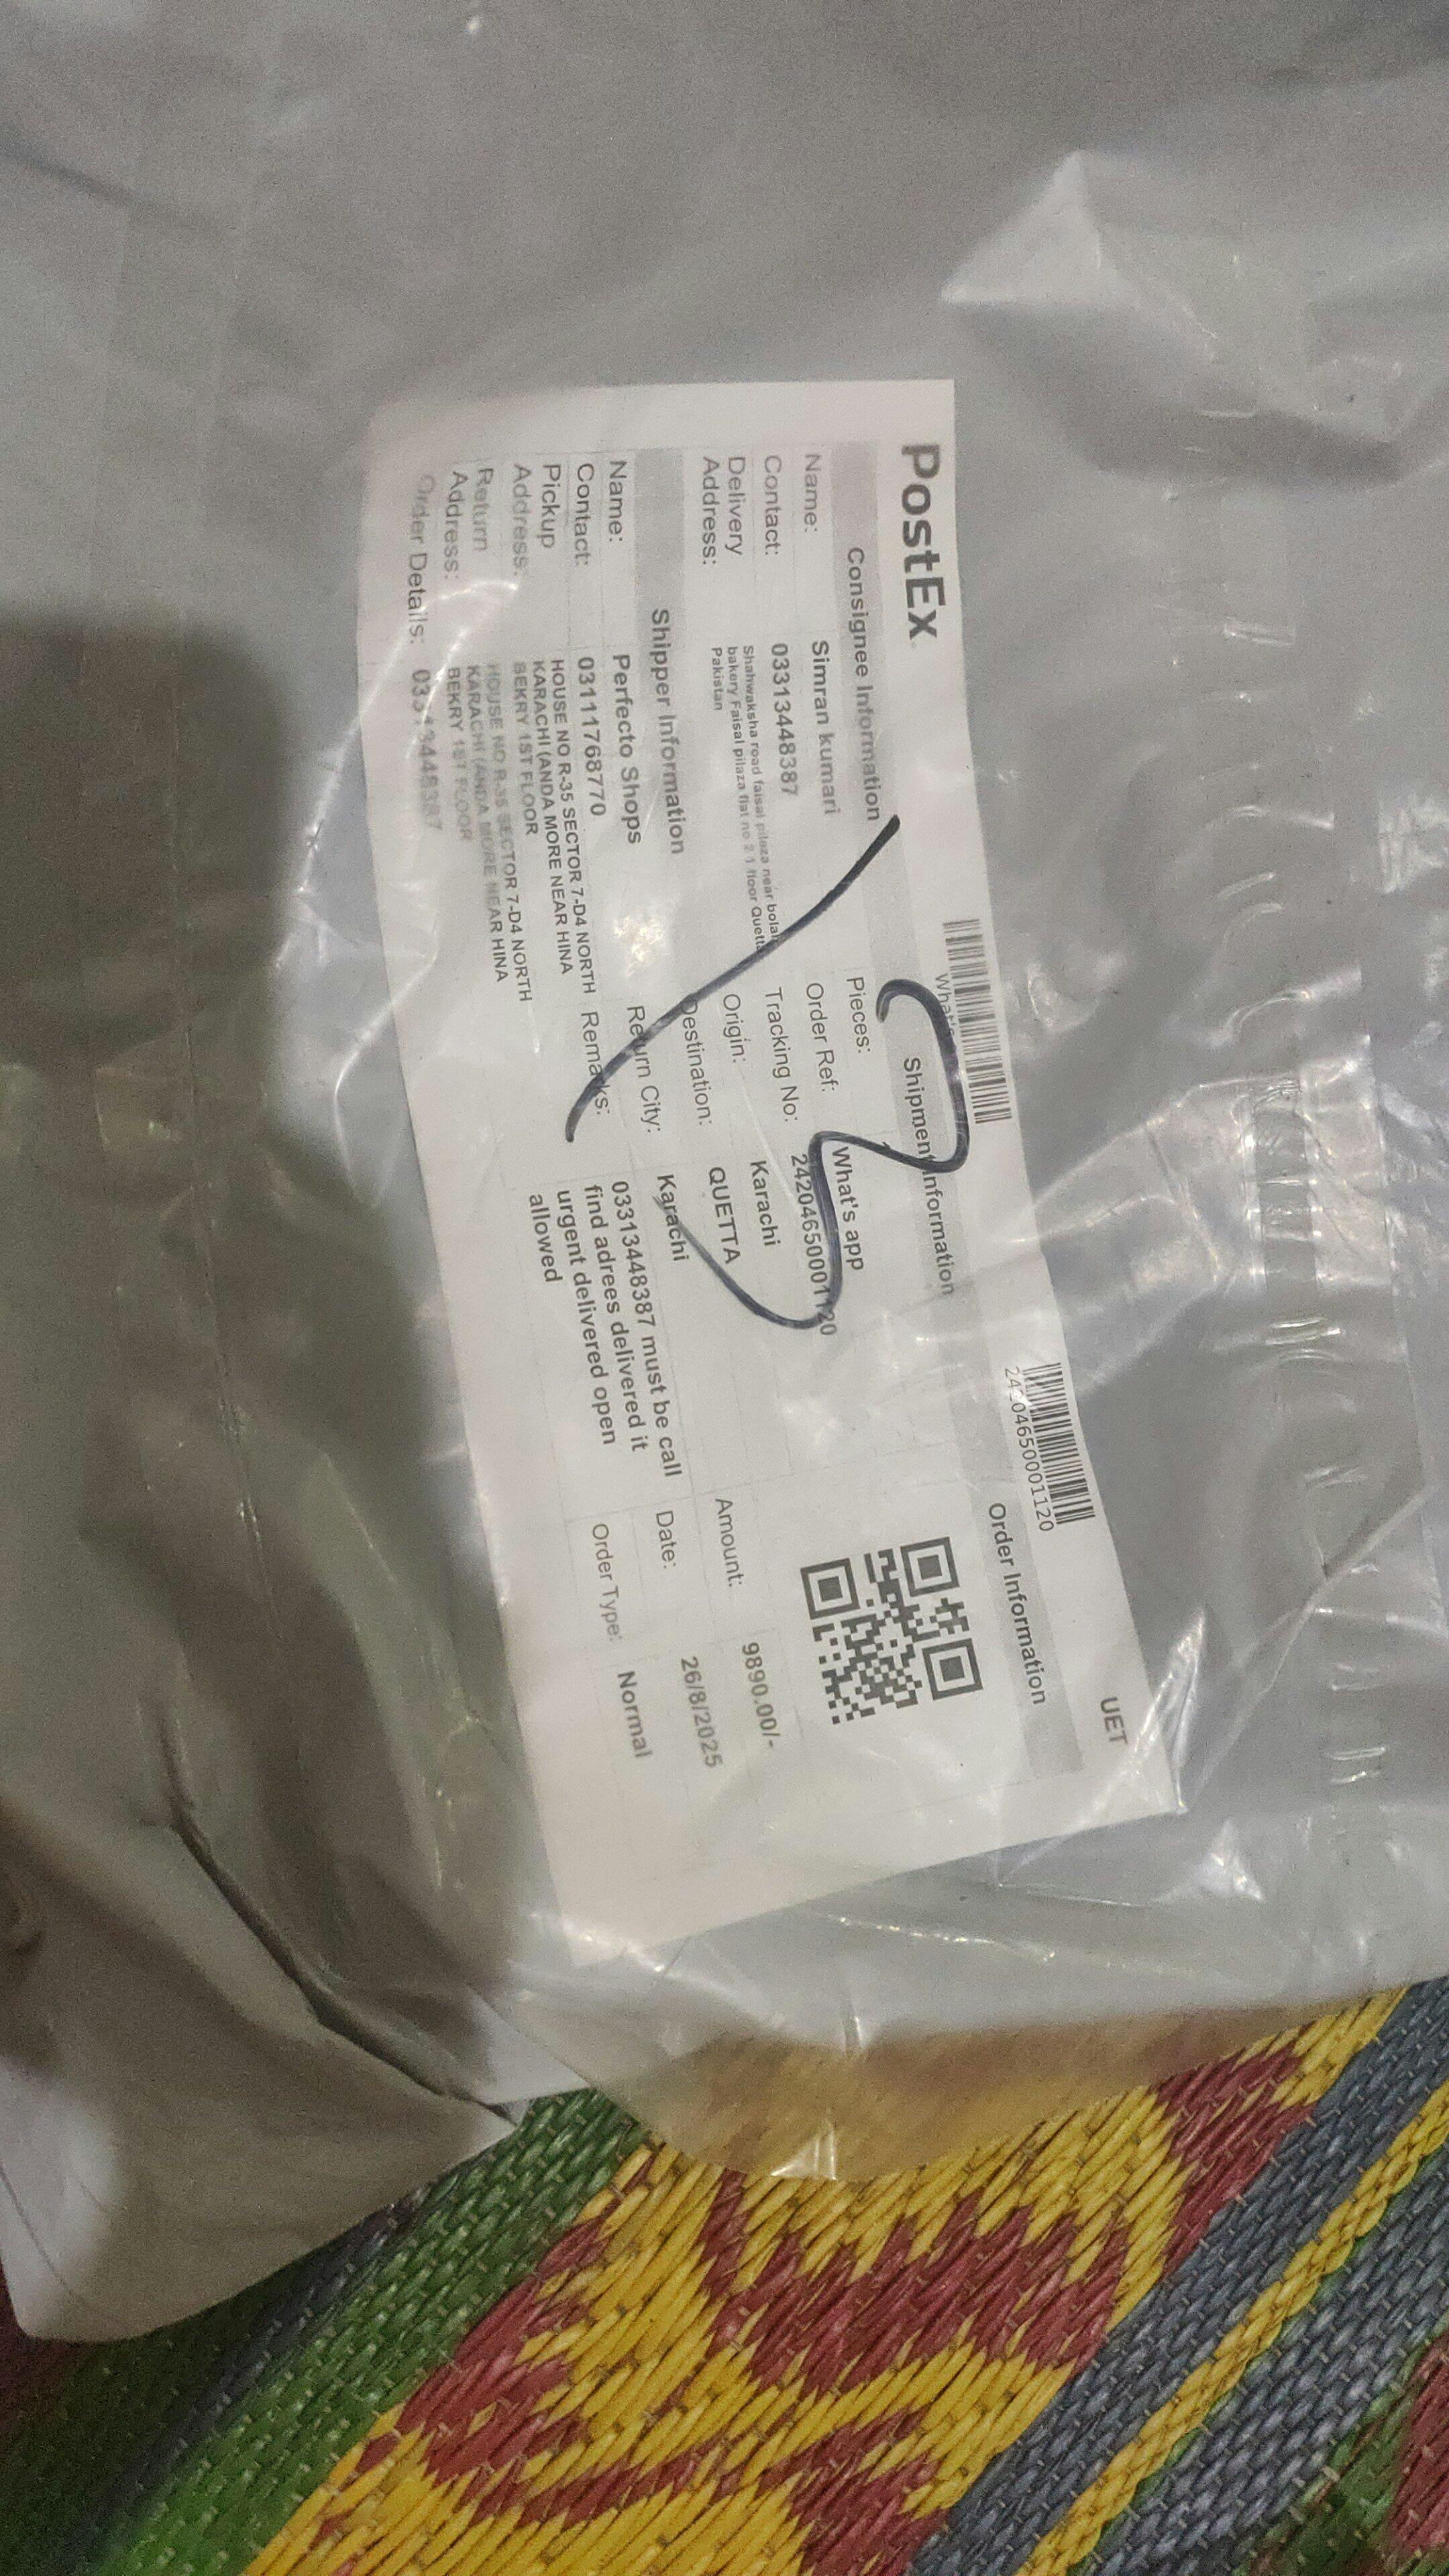 PostEx
UET
What's
24204650001120
Consignee Information
Name: Simran kumari
Contact: 03313448387
Delivery Address: Shahwaksha road faisal pilaza near bolan
bakery Faisal pilaza flat no 2 1 floor Quetta
Pakistan
Shipper Information
Name: Perfecto Shops
Contact: 03111768770
Pickup Address: HOUSE NO R-35 SECTOR 7-D4 NORTH
KARACHI (ANDA MORE NEAR HINA
BEKRY 1ST FLOOR
Return Address: HOUSE NO R-35 SECTOR 7-D4 NORTH
KARACHI (ANDA MORE NEAR HINA
BEKRY 1ST FLOOR
Order Details: 03313448387
Shipment Information
Pieces:
Order Ref: What's app
Tracking No: 24204650001120
Origin: Karachi
Destination: QUETTA
Return City: Karachi
Remarks: 03313448387 must be call
find adrees delivered it
urgent delivered open
allowed
Order Information
Amount: 9890.00/-
Date: 26/8/2025
Order Type: Normal